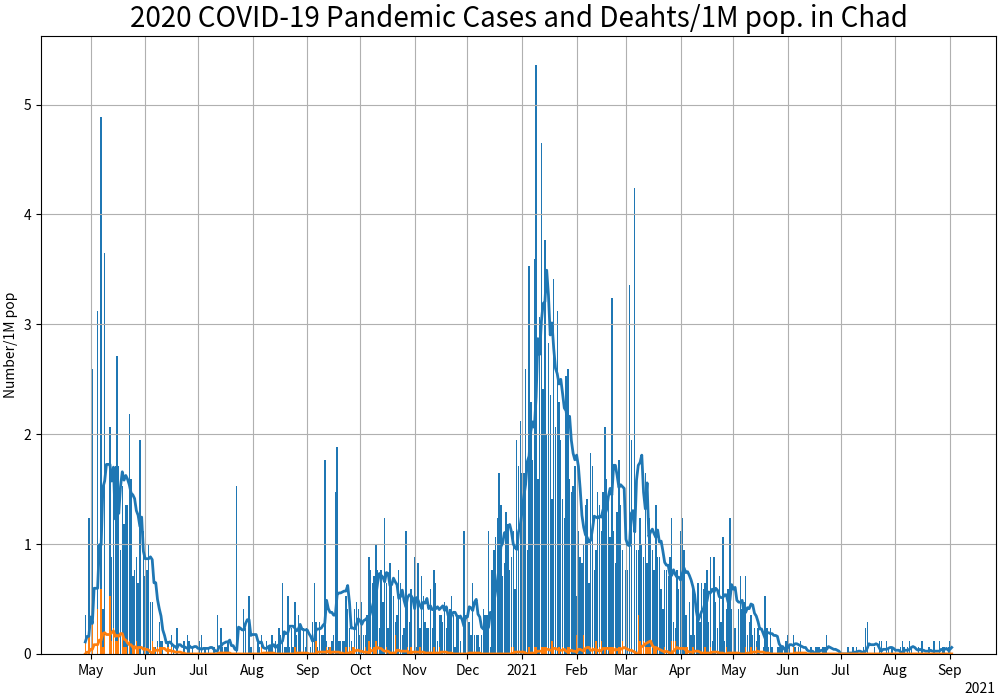 2020 COVID-19 Pandemic Cases and Deahts/1M pop. in Chad
Number/1M pop
5
4
3
2
1
0
May Jun Jul Aug Sep Oct Nov Dec 2021 Feb Mar Apr May Jun Jul Aug Sep
2021